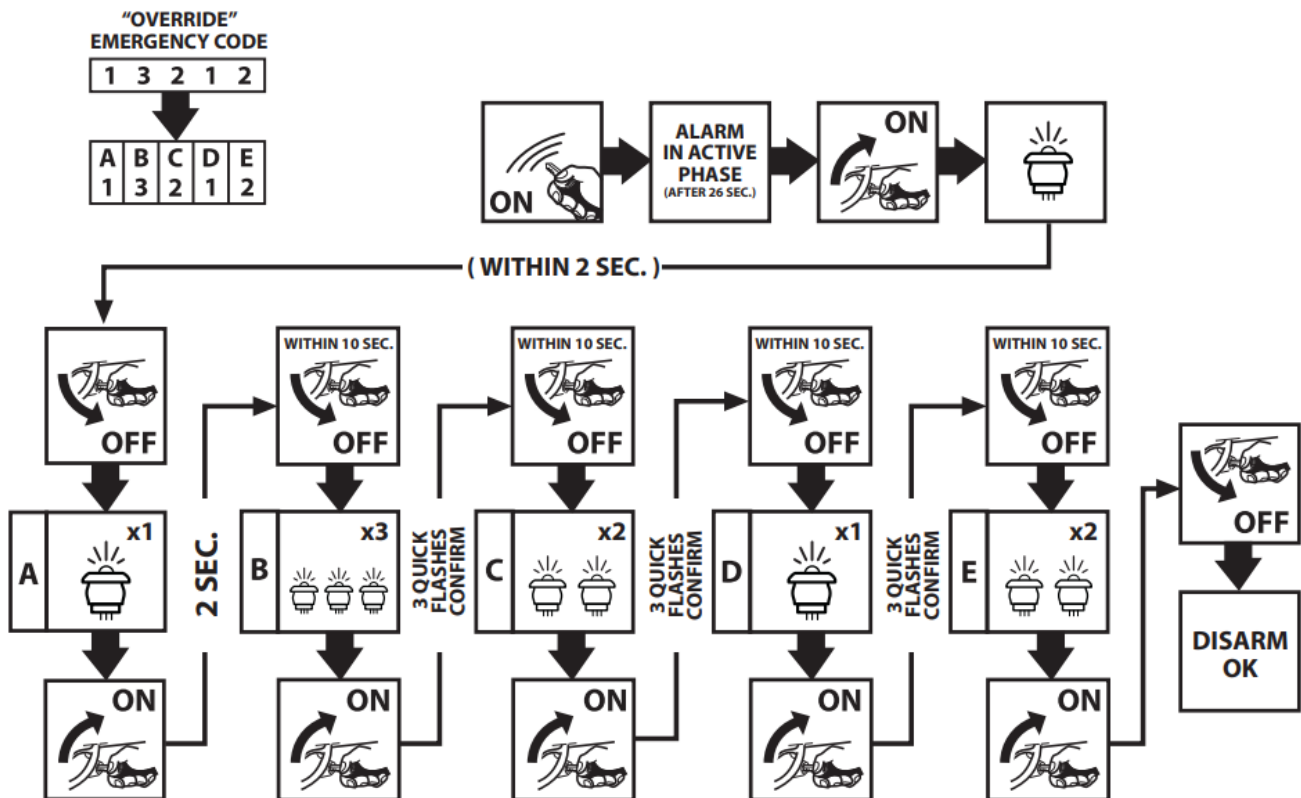 "OVERRIDE"
EMERGENCY CODE
1 3 2 1 2
A B C D E
1 3 2 1 2
ON
ALARM
IN ACTIVE
PHASE
(AFTER 26 SEC.)
ON
( WITHIN 2 SEC. )
OFF
WITHIN 10 SEC.
OFF
WITHIN 10 SEC.
OFF
WITHIN 10 SEC.
OFF
WITHIN 10 SEC.
OFF
OFF
A
x1
2 SEC.
B
x3
3 QUICK
FLASHES
CONFIRM
C
x2
3 QUICK
FLASHES
CONFIRM
D
x1
3 QUICK
FLASHES
CONFIRM
E
x2
DISARM
OK
ON
ON
ON
ON
ON